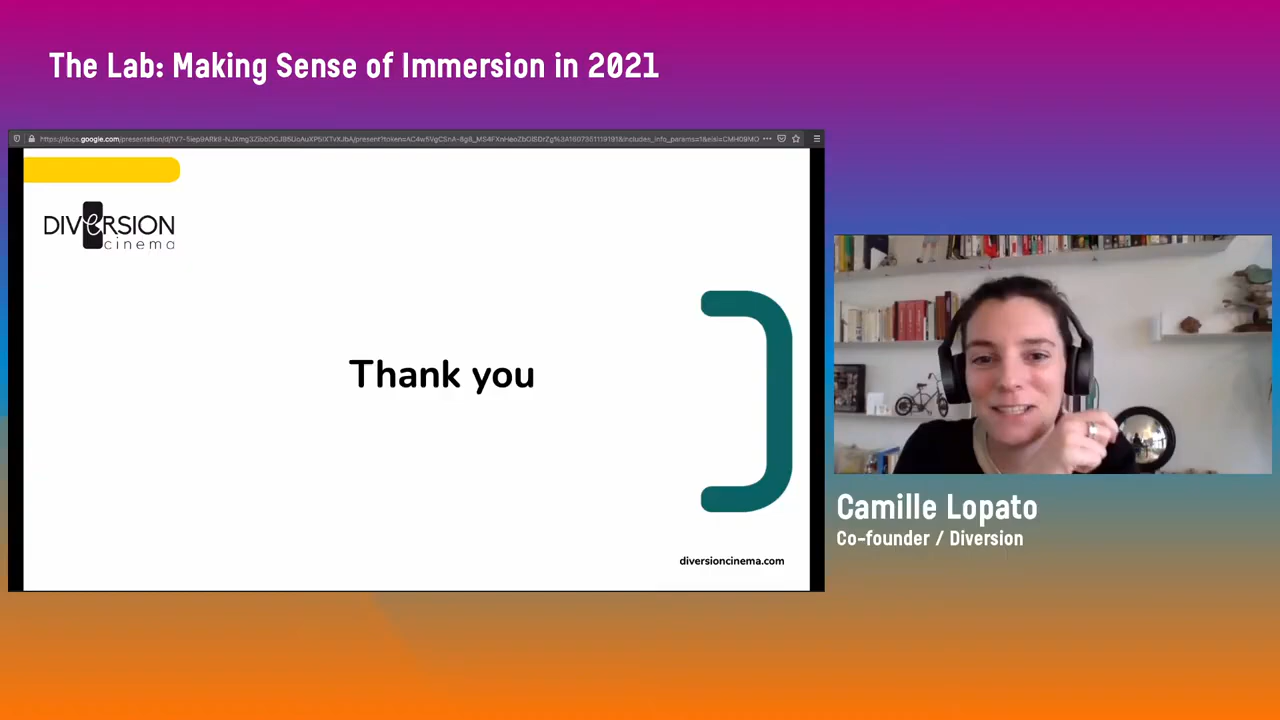 The Lab: Making Sense of Immersion in 2021
DIVERSION
cinema
Thank you
diversioncinema.com
Camille Lopato
Co-founder / Diversion